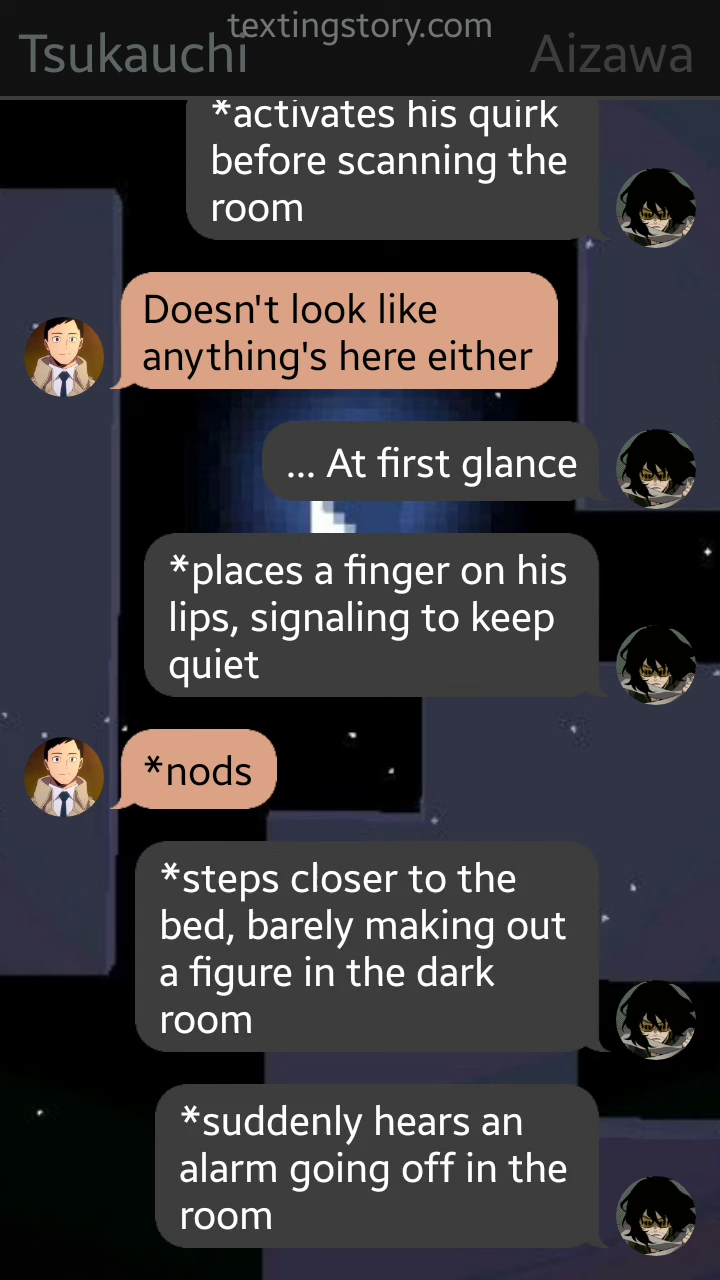 textingstory.com
Tsukauchi
Aizawa
*activates his quirk
before scanning the
room
Doesn't look like
anything's here either
... At first glance
*places a finger on his
lips, signaling to keep
quiet
*nods
*steps closer to the
bed, barely making out
a figure in the dark
room
*suddenly hears an
alarm going off in the
room